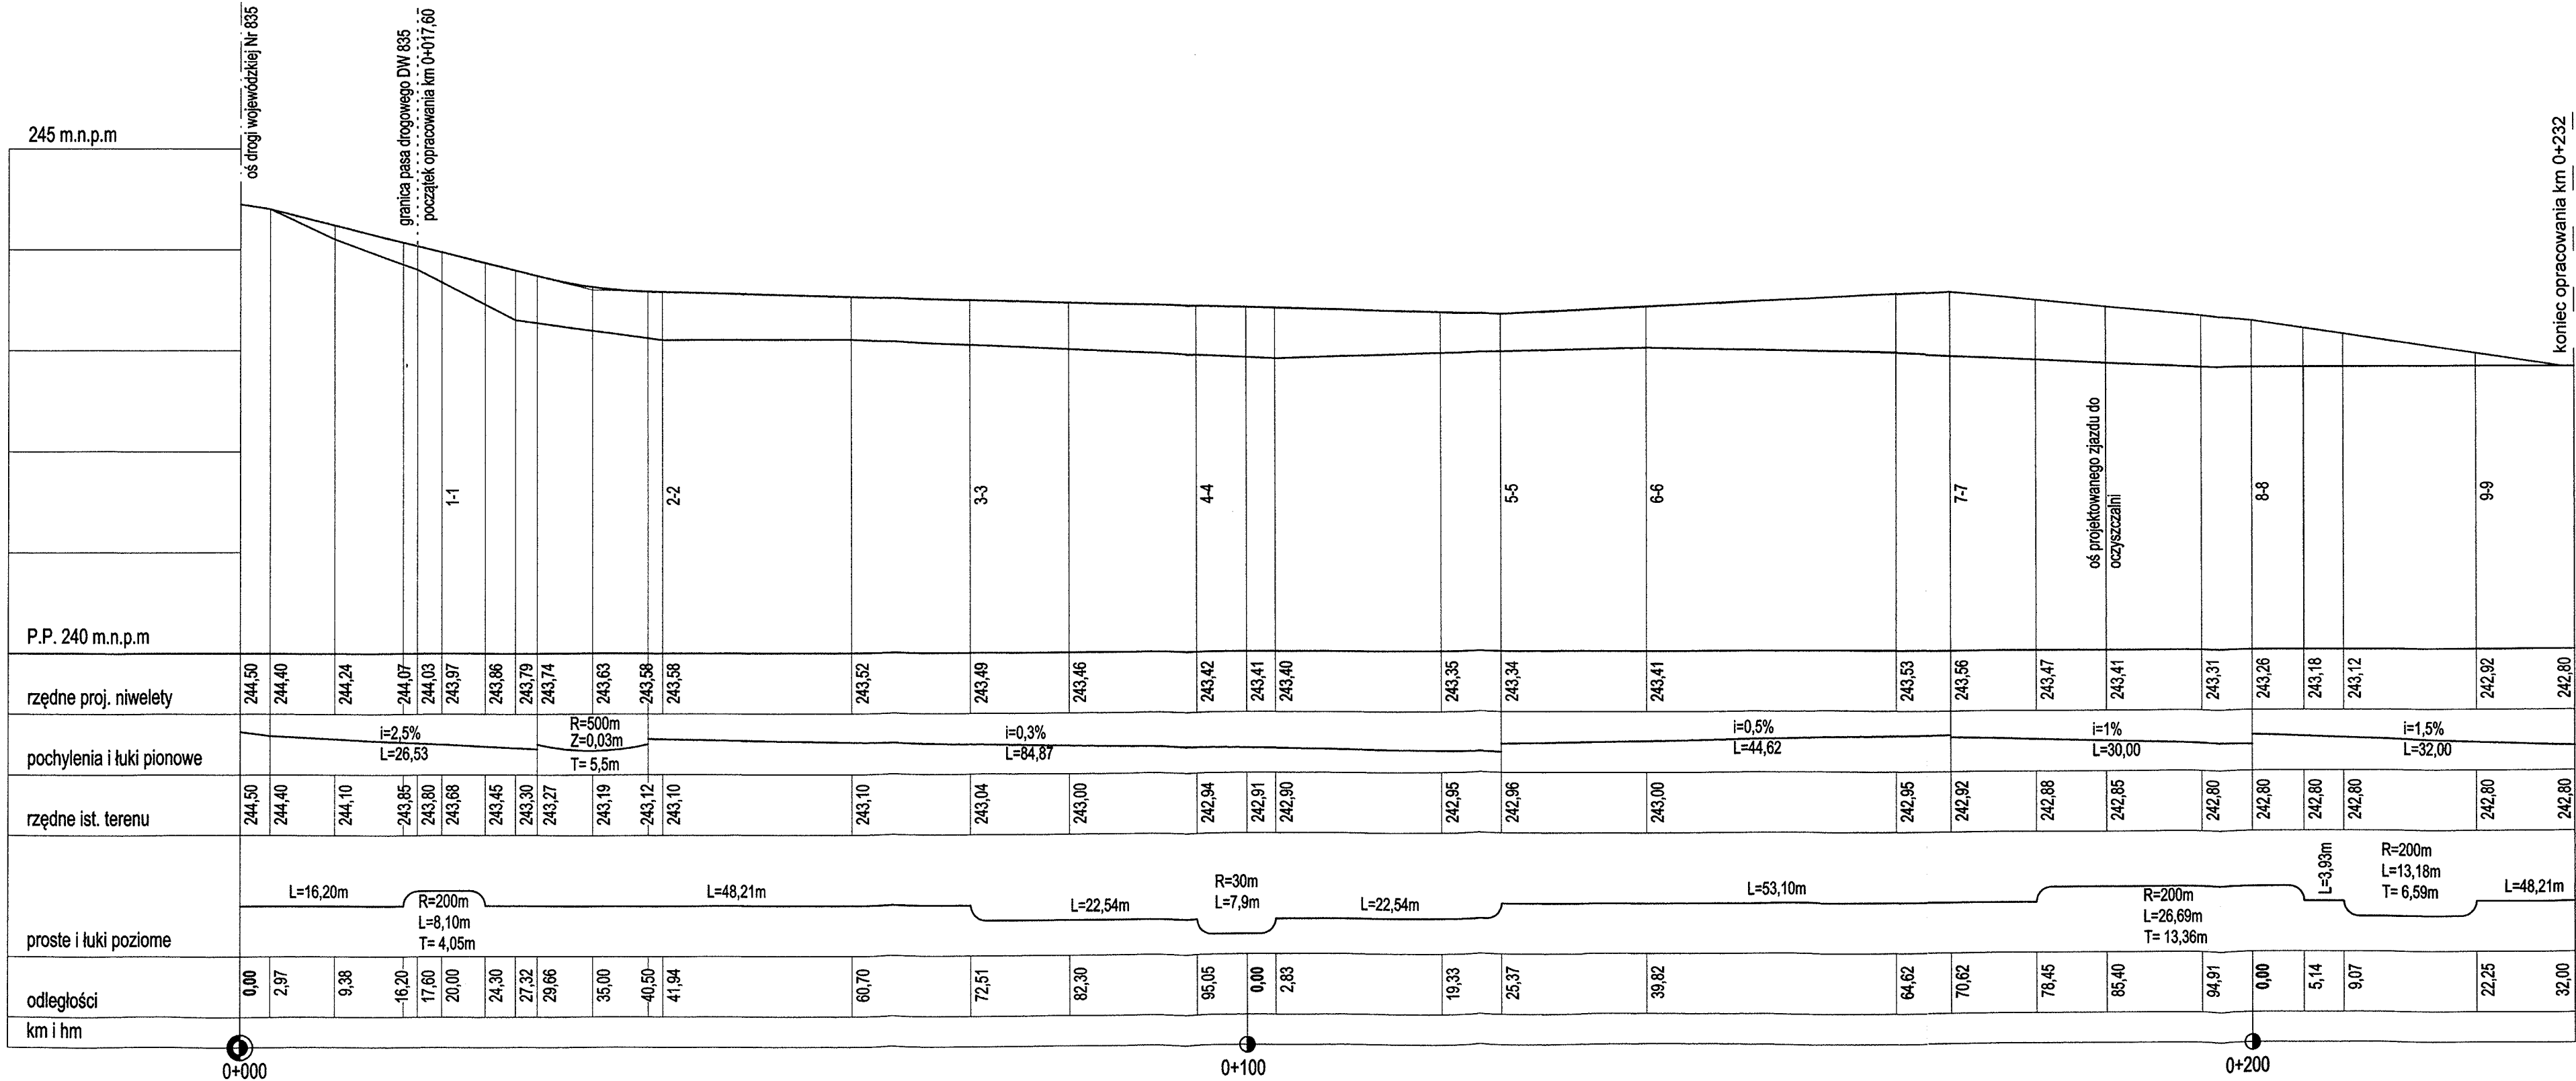 oś drogi wojewódzkiej Nr 835
granica pasa drogowego DW 835
początek opracowania km 0+017,60
koniec opracowania km 0+232
245 m.n.p.m
1-1
2-2
3-3
4-4
5-5
6-6
7-7
oś projektowanego zjazdu do
oczyszczalni
8-8
9-9
P.P. 240 m.n.p.m
rzędne proj. niwelety
244,50 244,40 244,24 244,07 244,03 243,97 243,86 243,79 243,74 243,63 243,58 243,58 243,52 243,49 243,46 243,42 243,41 243,40 243,35 243,34 243,41 243,53 243,56 243,47 243,41 243,31 243,26 243,18 243,12 242,92 242,80
pochylenia i łuki pionowe
i=2,5%
L=26,53
R=500m
Z=0,03m
T= 5,5m
i=0,3%
L=84,87
i=0,5%
L=44,62
i=1%
L=30,00
i=1,5%
L=32,00
rzędne ist. terenu
244,50 244,40 244,10 243,85 243,80 243,68 243,45 243,30 243,27 243,19 243,12 243,10 243,10 243,04 243,00 242,94 242,91 242,90 242,95 242,96 243,00 242,95 242,92 242,88 242,85 242,80 242,80 242,80 242,80 242,80 242,80
proste i łuki poziome
L=16,20m
R=200m
L=8,10m
T= 4,05m
L=48,21m
L=22,54m
R=30m
L=7,9m
L=22,54m
L=53,10m
R=200m
L=26,69m
T= 13,36m
L=3,93m
R=200m
L=13,18m
T= 6,59m
L=48,21m
odległości
0,00 2,97 9,38 16,20 17,60 20,00 24,30 27,32 29,66 35,00 40,50 41,94 60,70 72,51 82,30 95,05 0,00 2,83 19,33 25,37 39,82 64,62 70,62 78,45 85,40 94,91 0,00 5,14 9,07 22,25 32,00
km i hm
0+000
0+100
0+200